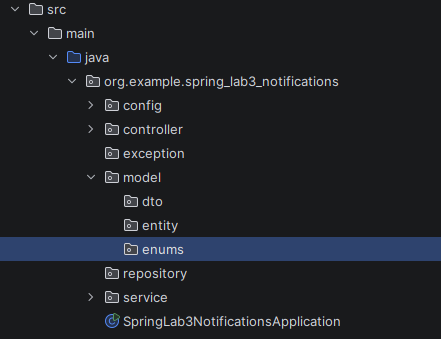 src
main
java
org.example.spring_lab3_notifications
config
controller
exception
model
dto
entity
enums
repository
service
SpringLab3NotificationsApplication